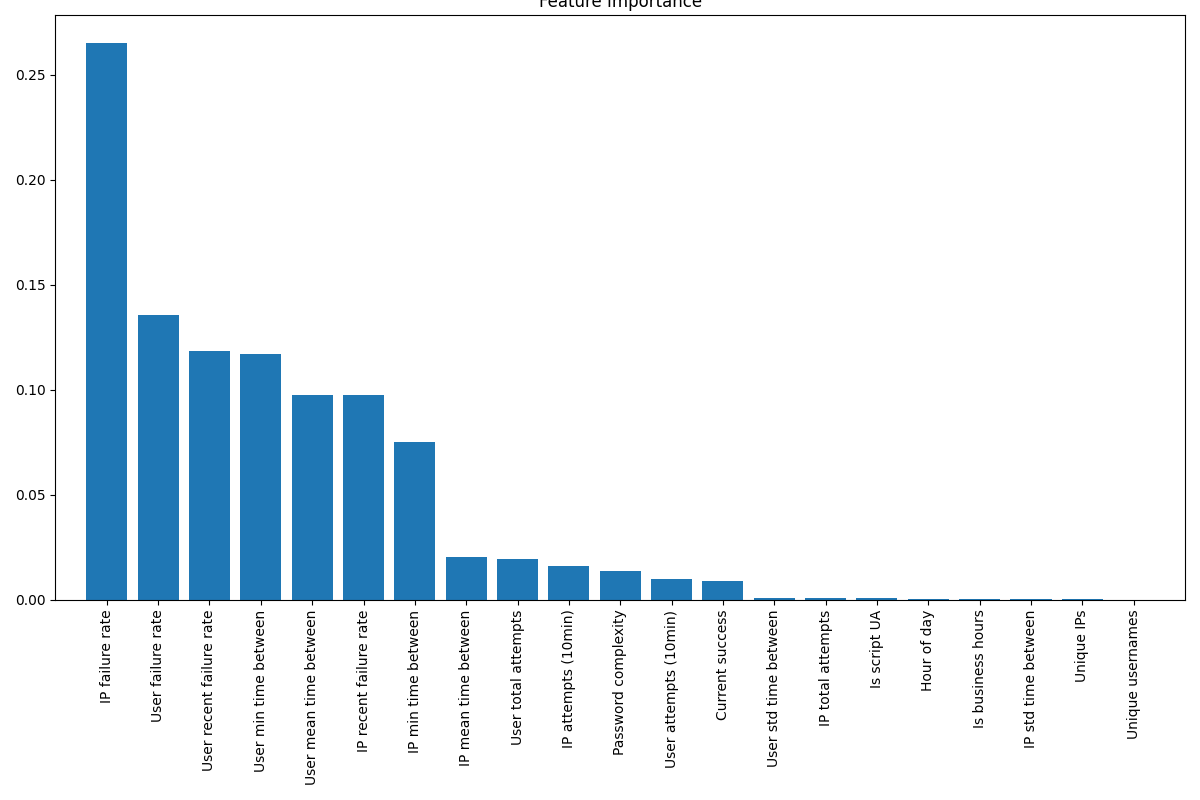 Feature Importance
0.25
0.20
0.15
0.10
0.05
0.00
IP failure rate
User failure rate
User recent failure rate
User min time between
User mean time between
IP recent failure rate
IP min time between
IP mean time between
User total attempts
IP attempts (10min)
Password complexity
User attempts (10min)
Current success
User std time between
IP total attempts
Is script UA
Hour of day
Is business hours
IP std time between
Unique IPs
Unique usernames